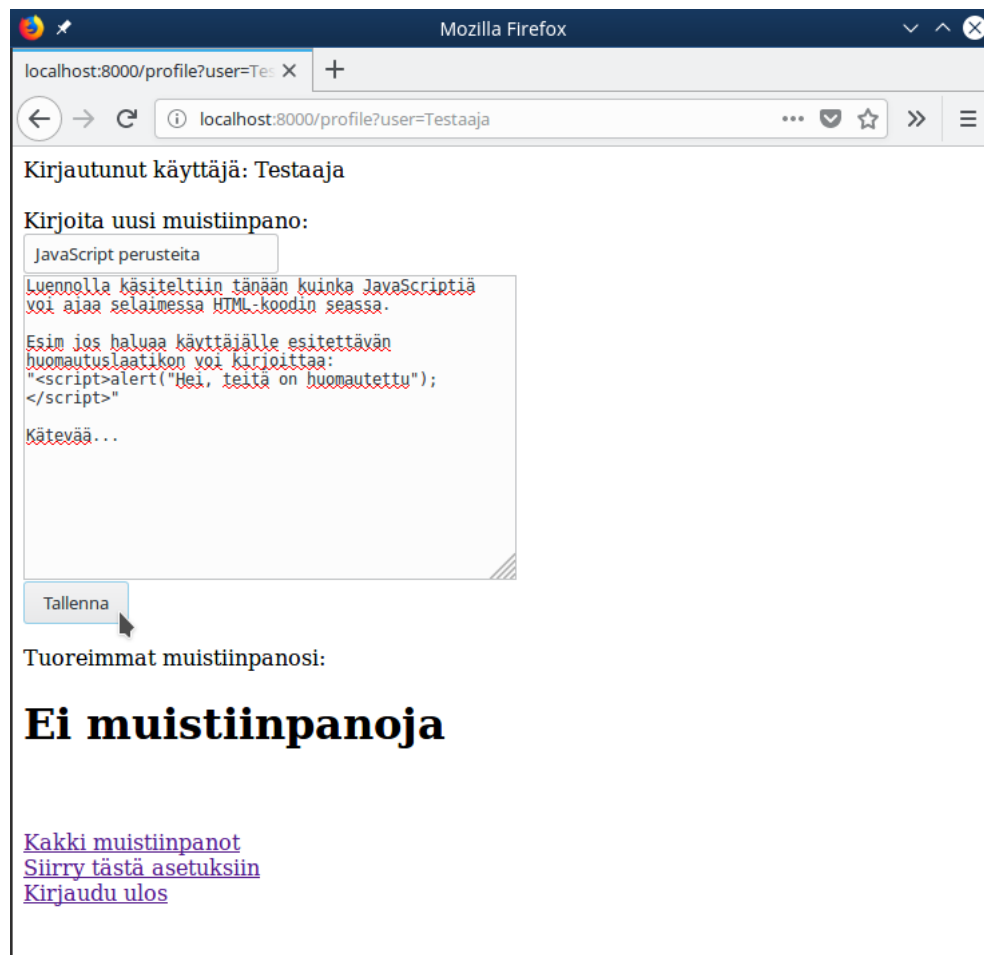 Mozilla Firefox
localhost:8000/profile?user=Tes
localhost:8000/profile?user=Testaaja
Kirjautunut käyttäjä: Testaaja
Kirjoita uusi muistiinpano:
JavaScript perusteita
Luennolla käsiteltiin tänään kuinka JavaScriptiä
voi ajaa selaimessa HTML-koodin seassa.
Esim jos haluaa käyttäjälle esitettävän
huomautuslaatikon voi kirjoittaa:
"<script>alert("Hei, teitä on huomautettu");
</script>"
Kätevää...
Tallenna
Tuoreimmat muistiinpanosi:
Ei muistiinpanoja
Kakki muistiinpanot
Siirry tästä asetuksiin
Kirjaudu ulos